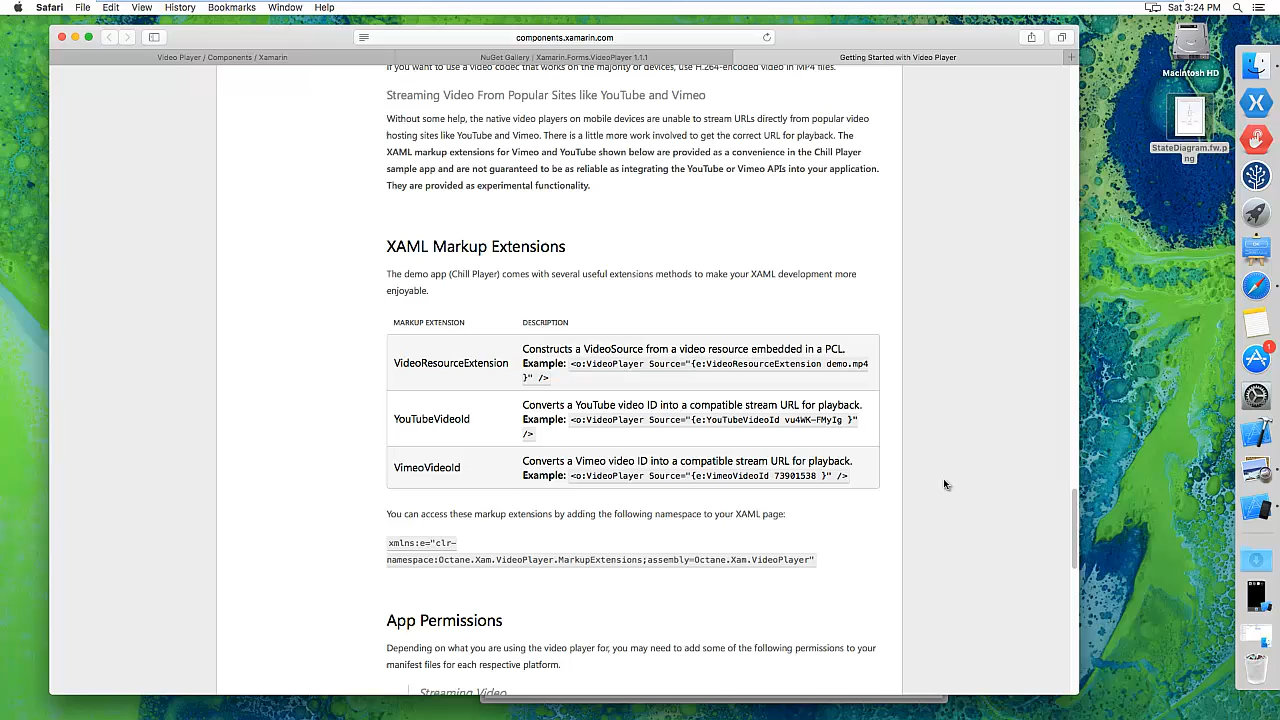 Safari File Edit View History Bookmarks Window Help
Sat 3:24 PM
components.xamarin.com
Video Player / Components / Xamarin
NuGet Gallery | Xamarin.Forms.VideoPlayer 1.1.1
Getting Started with Video Player
If you want to use a video codec that works on the majority of devices, use H.264-encoded video in MP4 files.
Streaming Video From Popular Sites like YouTube and Vimeo
Without some help, the native video players on mobile devices are unable to stream URLs directly from popular video
hosting sites like YouTube and Vimeo. There is a little more work involved to get the correct URL for playback. The
XAML markup extensions for Vimeo and YouTube shown below are provided as a convenience in the Chill Player
sample app and are not guaranteed to be as reliable as integrating the YouTube or Vimeo APIs into your application.
They are provided as experimental functionality.
XAML Markup Extensions
The demo app (Chill Player) comes with several useful extensions methods to make your XAML development more
enjoyable.
MARKUP EXTENSION DESCRIPTION
VideoResourceExtension
Constructs a VideoSource from a video resource embedded in a PCL.
Example: <o:VideoPlayer Source="{e:VideoResourceExtension demo.mp4
}" />
YouTubeVideoId
Converts a YouTube video ID into a compatible stream URL for playback.
Example: <o:VideoPlayer Source="{e:YouTubeVideoId vu4WK-FMyIg }"
/>
VimeoVideoId
Converts a Vimeo video ID into a compatible stream URL for playback.
Example: <o:VideoPlayer Source="{e:VimeoVideoId 73901538 }" />
You can access these markup extensions by adding the following namespace to your XAML page:
xmlns:e="clr-
namespace:Octane.Xam.VideoPlayer.MarkupExtensions;assembly=Octane.Xam.VideoPlayer"
App Permissions
Depending on what you are using the video player for, you may need to add some of the following permissions to your
manifest files for each respective platform.
Streaming Video
Macintosh HD
StateDiagram.fw.p
ng
1